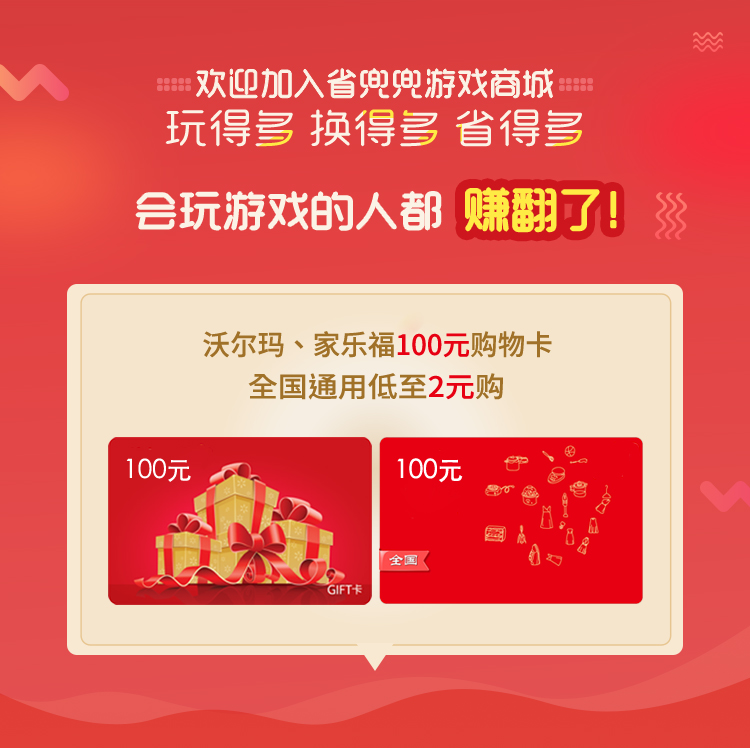 欢迎加入省兜兜游戏商城
玩得多 换得多 省得多
会玩游戏的人都 赚翻了!
沃尔玛、家乐福100元购物卡
全国通用低至2元购
100元
GIFT卡
100元
全国